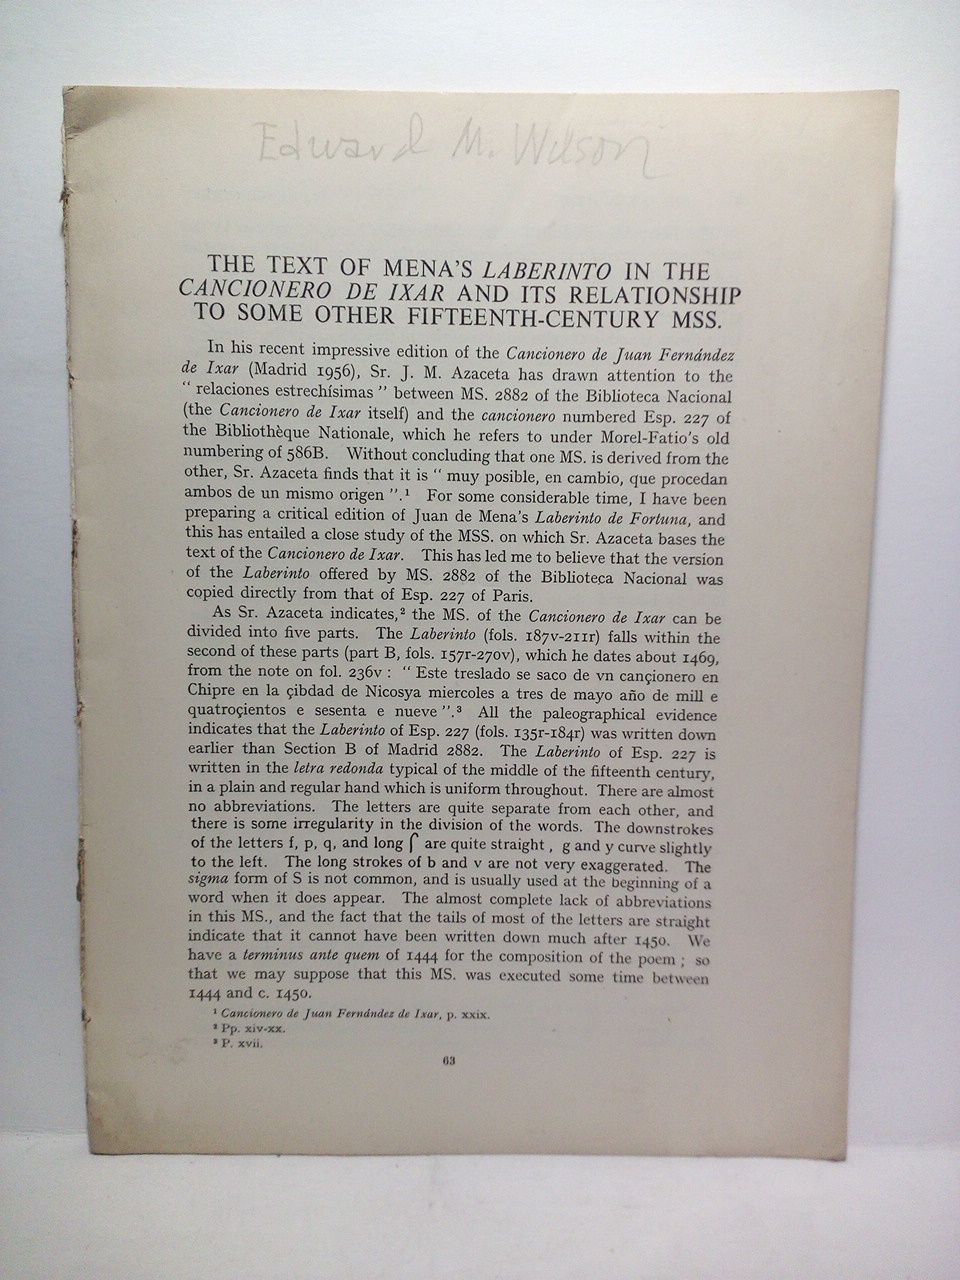 Edward M. Wilson
THE TEXT OF MENA'S LABERINTO IN THE
CANCIONERO DE IXAR AND ITS RELATIONSHIP
TO SOME OTHER FIFTEENTH-CENTURY MSS.
In his recent impressive edition of the Cancionero de Juan Fernández
de Ixar (Madrid 1956), Sr. J. M. Azaceta has drawn attention to the
“ relaciones estrechísimas ” between MS. 2882 of the Biblioteca Nacional
(the Cancionero de Ixar itself) and the cancionero numbered Esp. 227 of
the Bibliothèque Nationale, which he refers to under Morel-Fatio's old
numbering of 586B. Without concluding that one MS. is derived from the
other, Sr. Azaceta finds that it is “ muy posible, en cambio, que procedan
ambos de un mismo origen ”.¹ For some considerable time, I have been
preparing a critical edition of Juan de Mena's Laberinto de Fortuna, and
this has entailed a close study of the MSS. on which Sr. Azaceta bases the
text of the Cancionero de Ixar. This has led me to believe that the version
of the Laberinto offered by MS. 2882 of the Biblioteca Nacional was
copied directly from that of Esp. 227 of Paris.
As Sr. Azaceta indicates,² the MS. of the Cancionero de Ixar can be
divided into five parts. The Laberinto (fols. 187v-211r) falls within the
second of these parts (part B, fols. 157r-270v), which he dates about 1469,
from the note on fol. 236v : “ Este treslado se saco de vn cançionero en
Chipre en la çibdad de Nicosya miercoles a tres de mayo año de mill e
quatroçientos e sesenta e nueve ”.³ All the paleographical evidence
indicates that the Laberinto of Esp. 227 (fols. 135r-184r) was written down
earlier than Section B of Madrid 2882. The Laberinto of Esp. 227 is
written in the letra redonda typical of the middle of the fifteenth century,
in a plain and regular hand which is uniform throughout. There are almost
no abbreviations. The letters are quite separate from each other, and
there is some irregularity in the division of the words. The downstrokes
of the letters f, p, q, and long ſ are quite straight , g and y curve slightly
to the left. The long strokes of b and v are not very exaggerated. The
sigma form of S is not common, and is usually used at the beginning of a
word when it does appear. The almost complete lack of abbreviations
in this MS., and the fact that the tails of most of the letters are straight
indicate that it cannot have been written down much after 1450. We
have a terminus ante quem of 1444 for the composition of the poem ; so
that we may suppose that this MS. was executed some time between
1444 and c. 1450.
¹ Cancionero de Juan Fernández de Ixar, p. xxix.
² Pp. xiv-xx.
³ P. xvii.
63